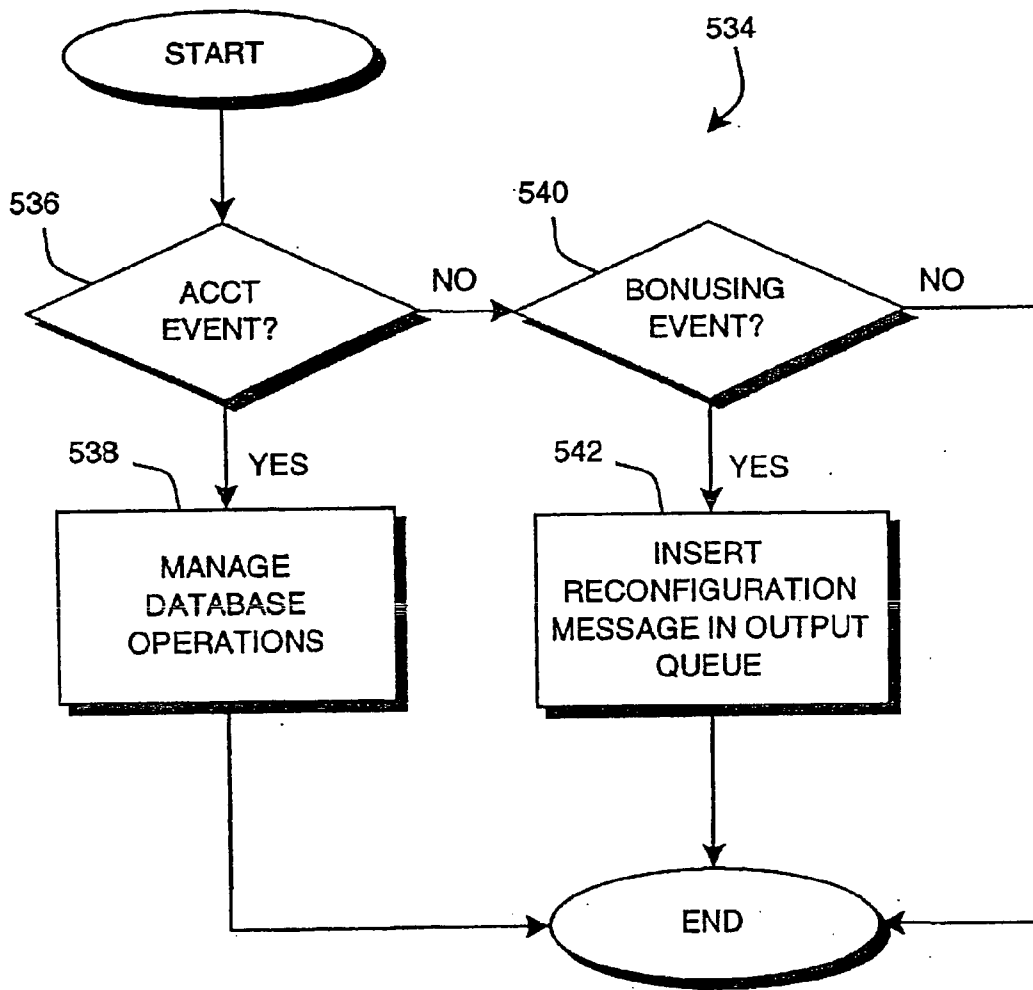 START
534
536
ACCT
EVENT?
NO
540
BONUSING
EVENT?
NO
538
YES
MANAGE
DATABASE
OPERATIONS
542
YES
INSERT
RECONFIGURATION
MESSAGE IN OUTPUT
QUEUE
END